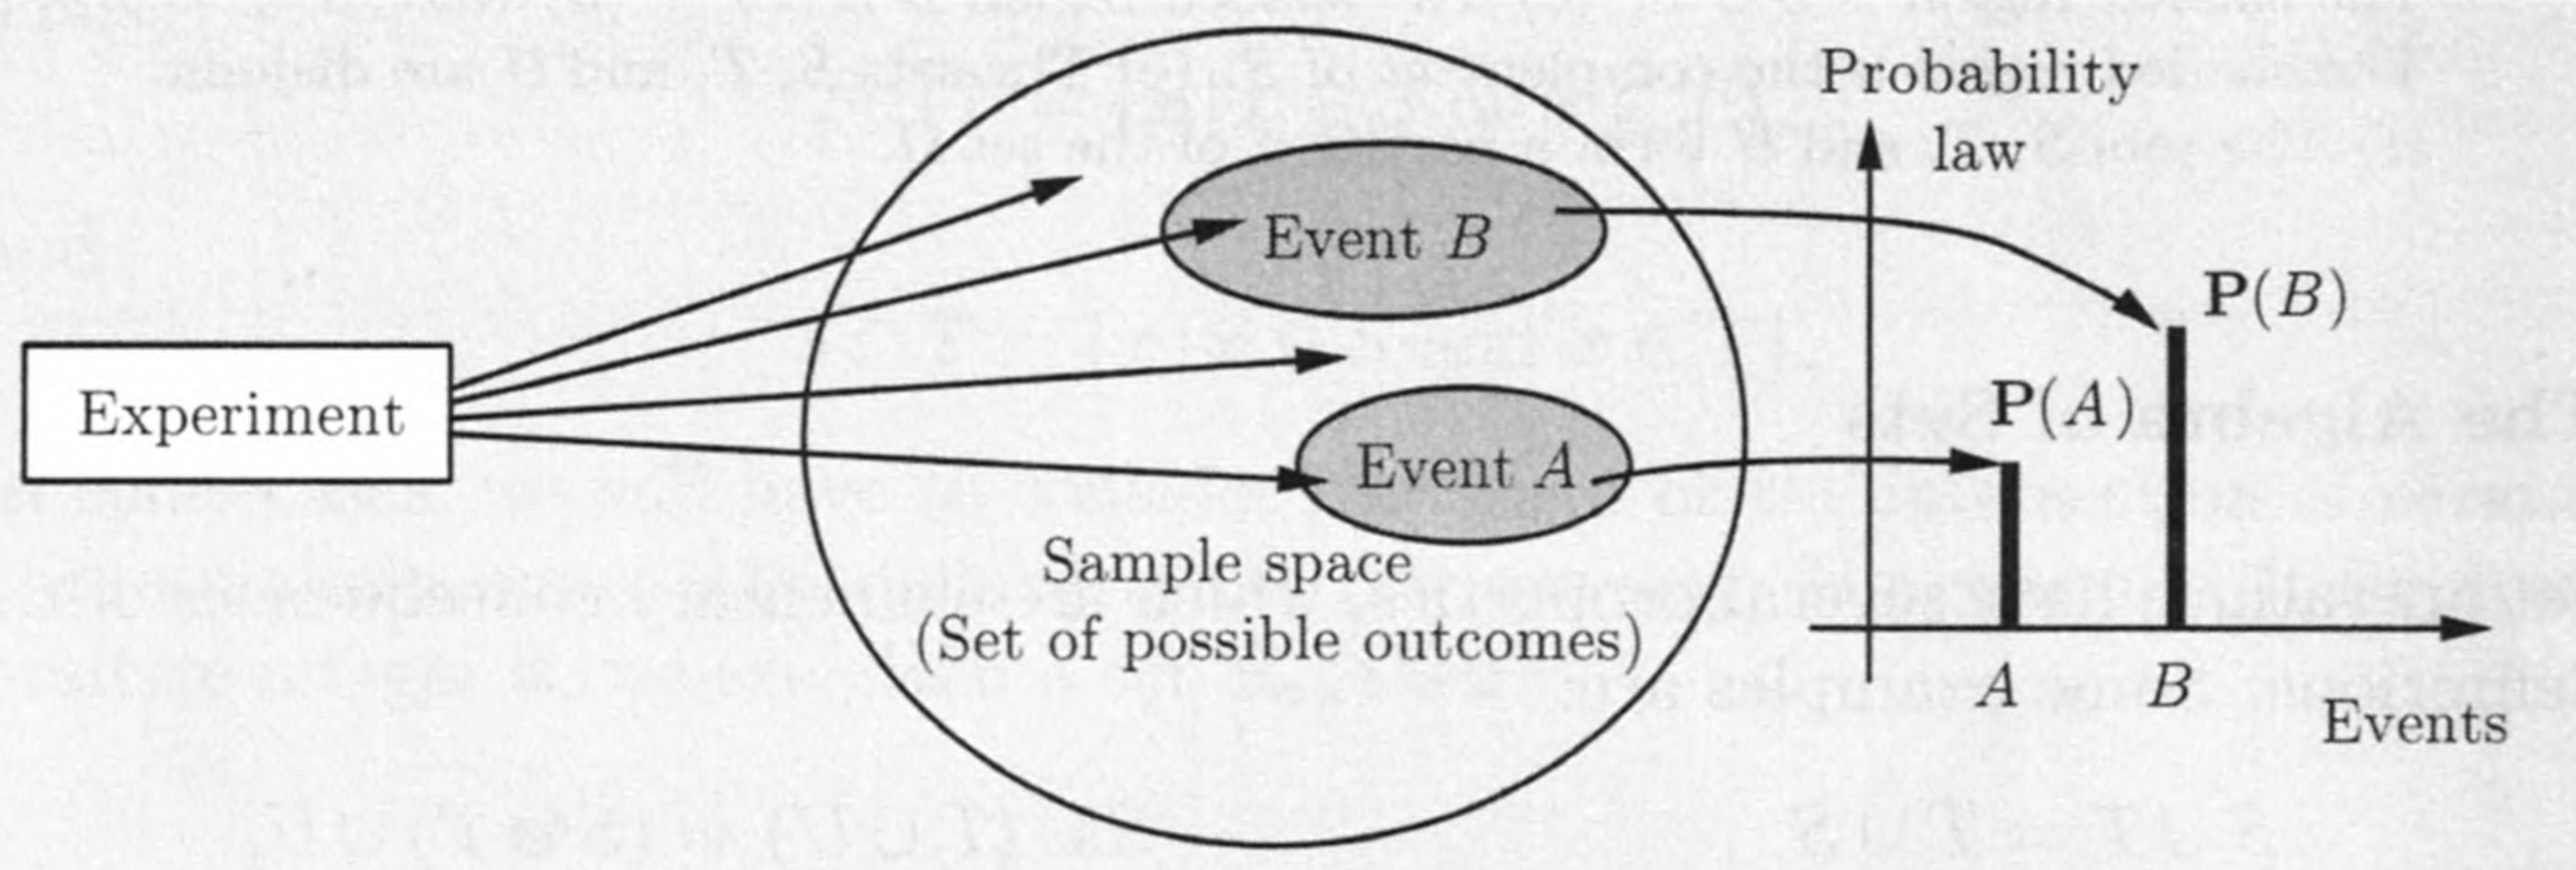 Probability
law
Event B
P(B)
Experiment
P(A)
Event A
Sample space
(Set of possible outcomes)
A
B
Events